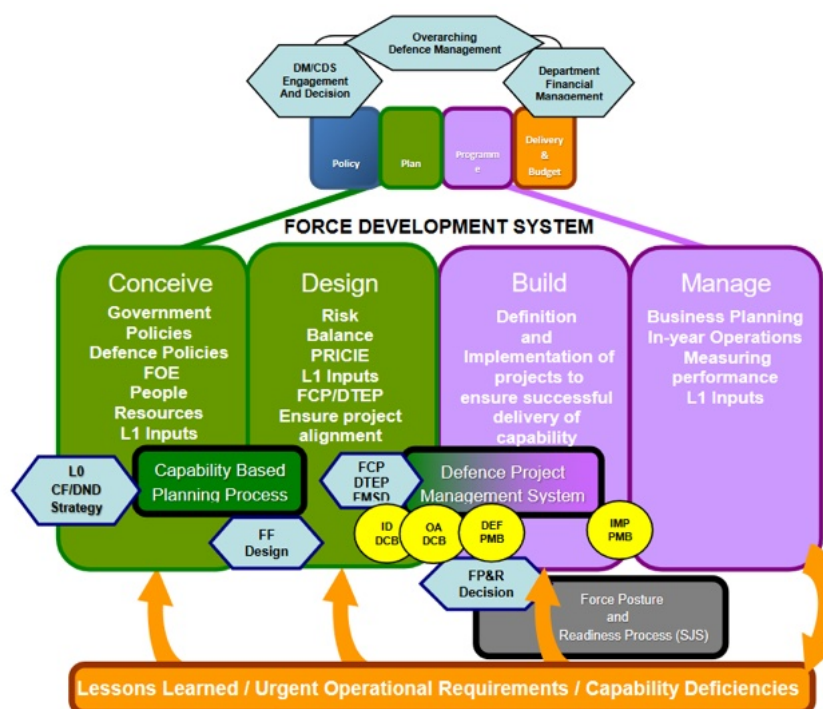 Overarching
Defence Management
DM/CDS
Engagement
And Decision
Department
Financial
Management
Policy
Plan
Programm
e
Delivery
&
Budget
FORCE DEVELOPMENT SYSTEM
Conceive
Government
Policies
Defence Policies
FOE
People
Resources
L1 Inputs
Design
Risk
Balance
PRICIE
L1 Inputs
FCP/DTEP
Ensure project
alignment
Build
Definition
and
Implementation of
projects to
ensure successful
delivery of
capability
Manage
Business Planning
In-year Operations
Measuring
performance
L1 Inputs
L0
CF/DND
Strategy
Capability Based
Planning Process
FF
Design
FCP
DTEP
FMSD
Defence Project
Management System
ID
DCB
OA
DCB
DEF
PMB
IMP
PMB
FP&R
Decision
Force Posture
and
Readiness Process (SJS)
Lessons Learned / Urgent Operational Requirements / Capability Deficiencies